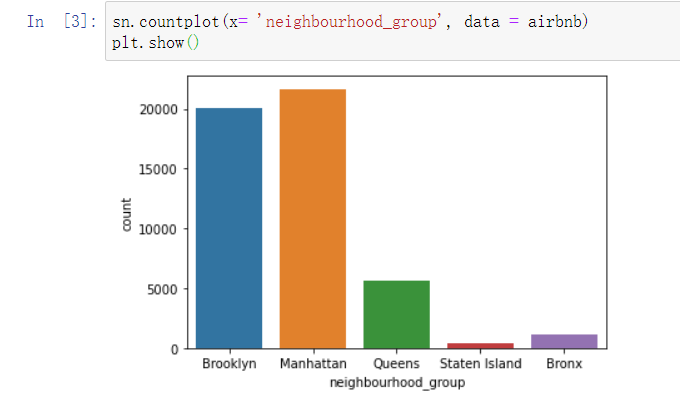 In [3]: sn.countplot(x= 'neighbourhood_group', data = airbnb)
plt.show()
20000
15000
10000
5000
0
count
Brooklyn Manhattan Queens Staten Island Bronx
neighbourhood_group